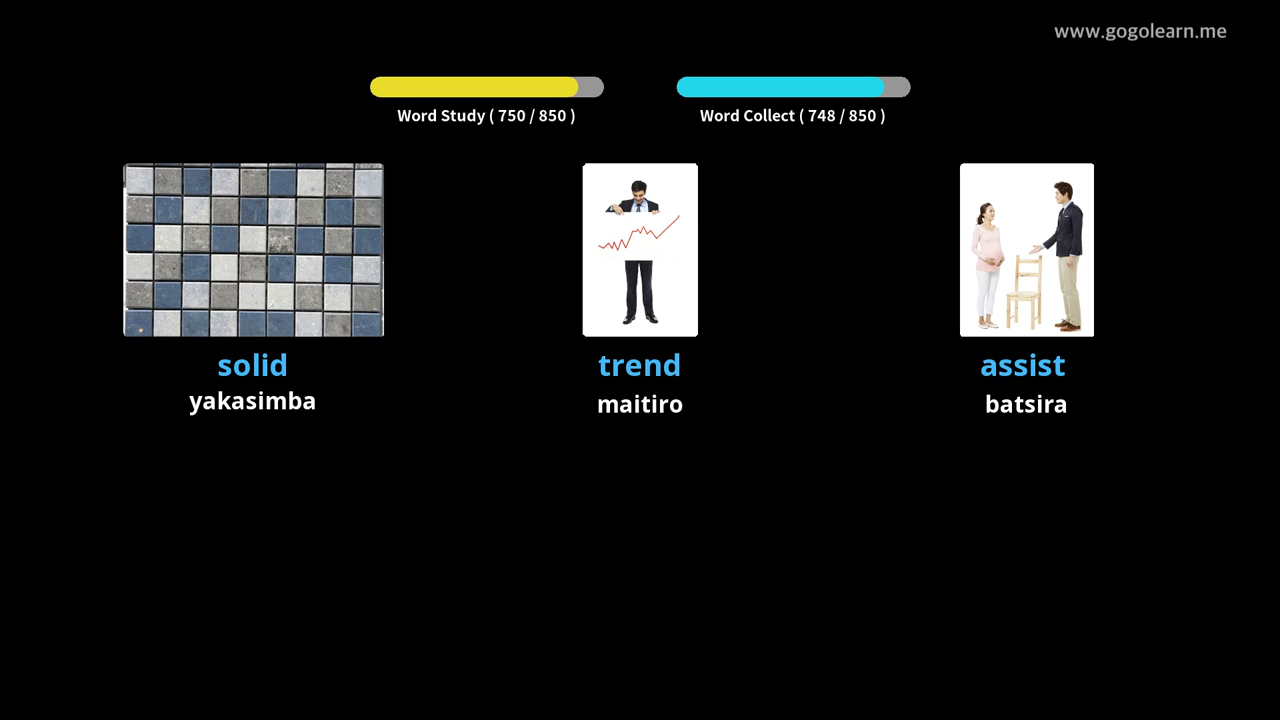 www.gogolearn.me
Word Study ( 750 / 850 )
Word Collect ( 748 / 850 )
solid
yakasimba
trend
maitiro
assist
batsira